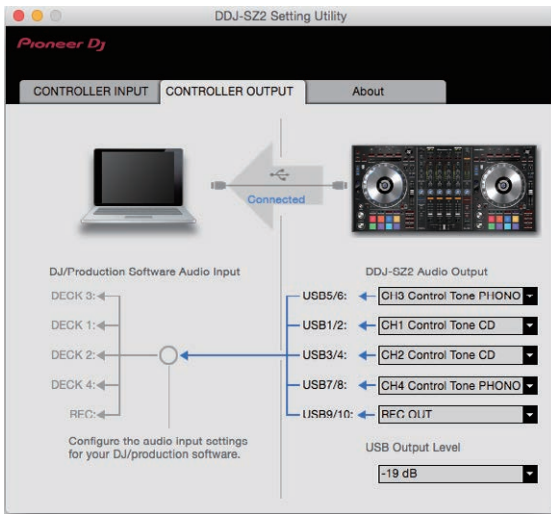 DDJ-SZ2 Setting Utility
Pioneer Dj
CONTROLLER INPUT
CONTROLLER OUTPUT
About
Connected
DJ/Production Software Audio Input
DECK 3:
DECK 1:
DECK 2:
DECK 4:
REC:
Configure the audio input settings
for your DJ/production software.
DDJ-SZ2 Audio Output
USB5/6: CH3 Control Tone PHONO
USB1/2: CH1 Control Tone CD
USB3/4: CH2 Control Tone CD
USB7/8: CH4 Control Tone PHONO
USB9/10: REC OUT
USB Output Level
-19 dB